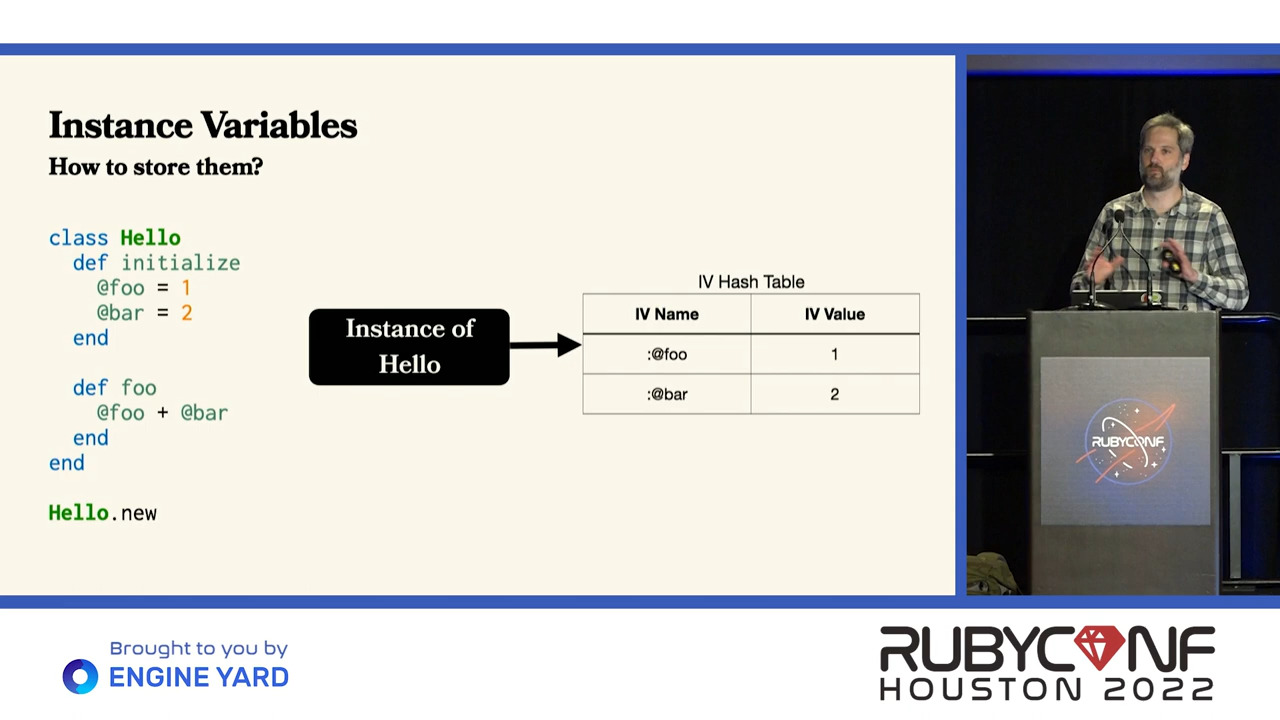 Instance Variables
How to store them?
class Hello
def initialize
@foo = 1
@bar = 2
end
def foo
@foo + @bar
end
end
Hello.new
Instance of
Hello
IV Hash Table
IV Name IV Value
:@foo 1
:@bar 2
RUBYCONF
Brought to you by
ENGINE YARD
RUBYCONF
HOUSTON 2022